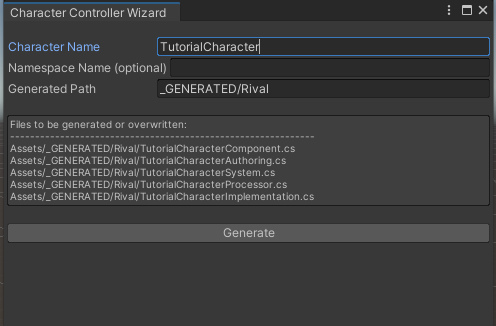 Character Controller Wizard
Character Name TutorialCharacter
Namespace Name (optional)
Generated Path _GENERATED/Rival
Files to be generated or overwritten:
------------------------------------------------------------
Assets/_GENERATED/Rival/TutorialCharacterComponent.cs
Assets/_GENERATED/Rival/TutorialCharacterAuthoring.cs
Assets/_GENERATED/Rival/TutorialCharacterSystem.cs
Assets/_GENERATED/Rival/TutorialCharacterProcessor.cs
Assets/_GENERATED/Rival/TutorialCharacterImplementation.cs
Generate